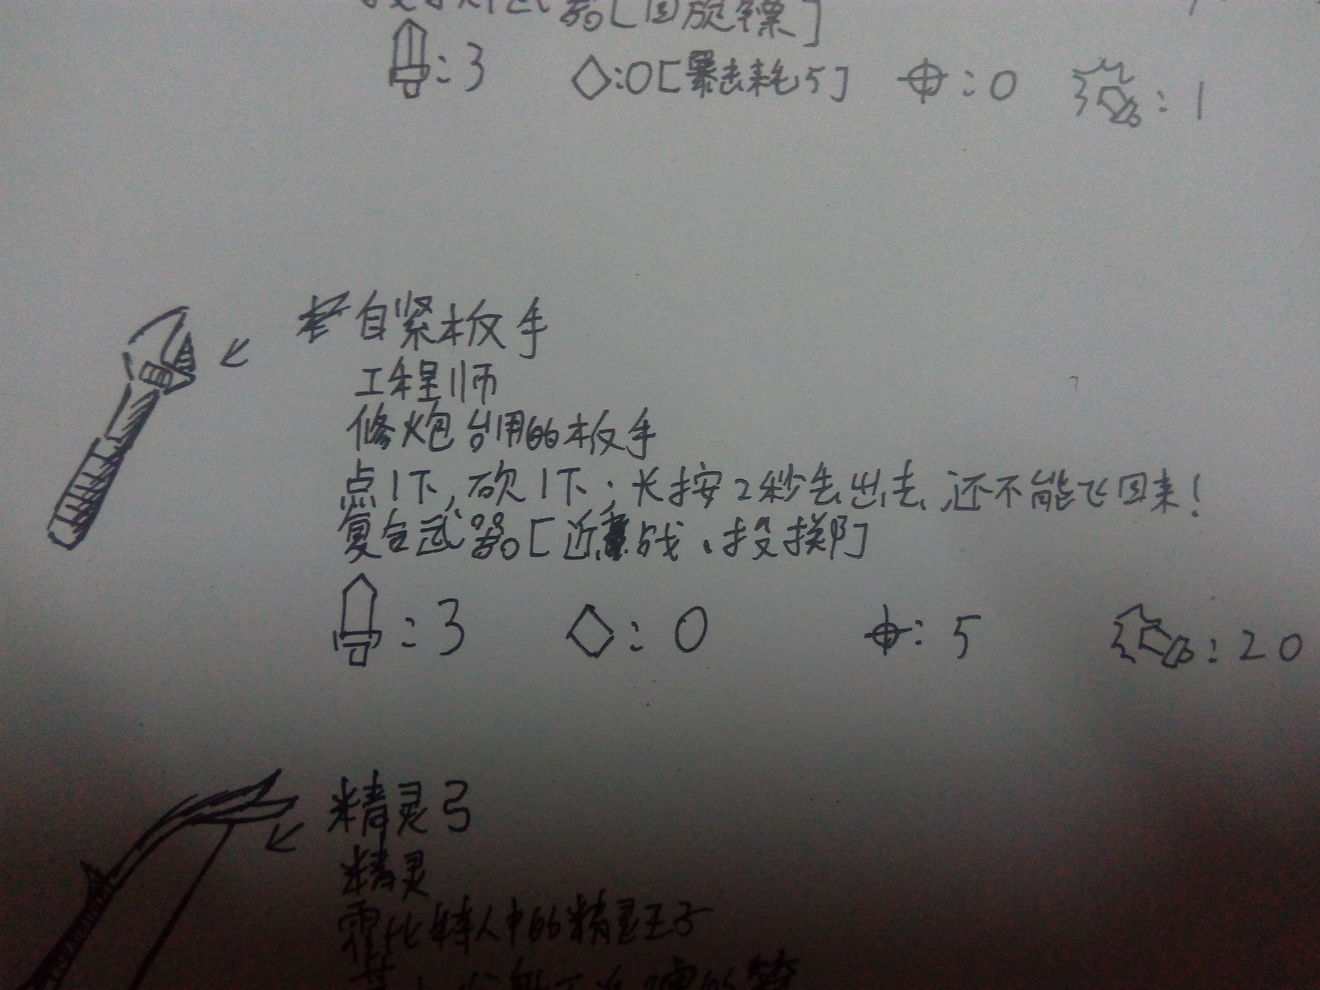 投掷武器[回旋镖]
:3 :0[暴击耗5] :0 :1
自紧板手
工程师
修炮台用的板手
点1下,砍1下;长按2秒丢出去,还不能飞回来!
复合武器[近战、投掷]
:3 :0 :5 :20
精灵弓
精灵
霍比特人中的精灵王子